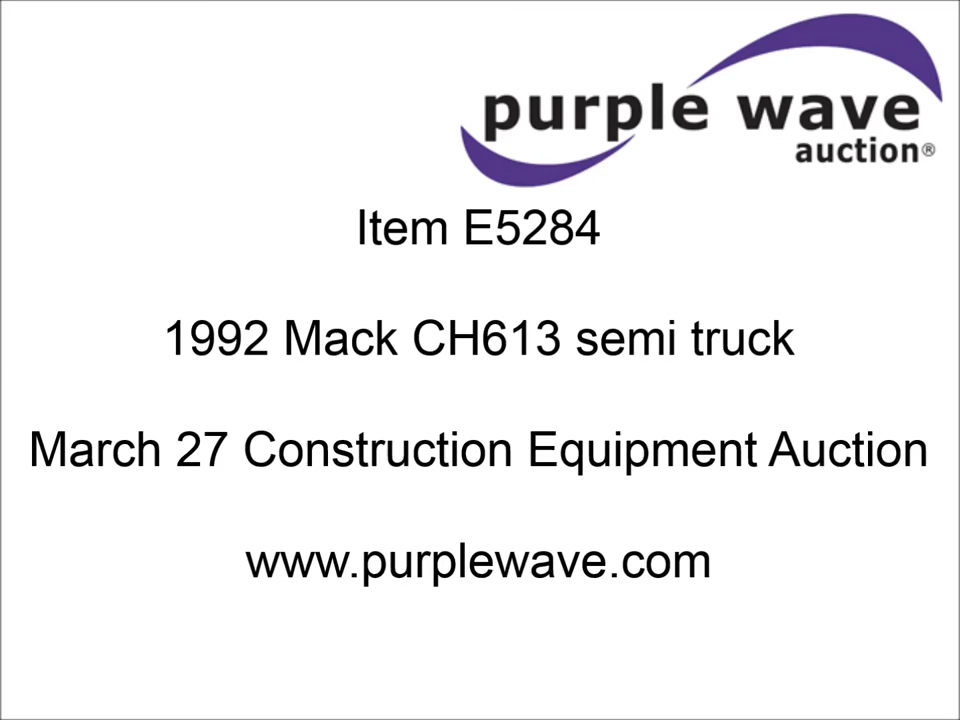 purple wave
auction®
Item E5284
1992 Mack CH613 semi truck
March 27 Construction Equipment Auction
www.purplewave.com